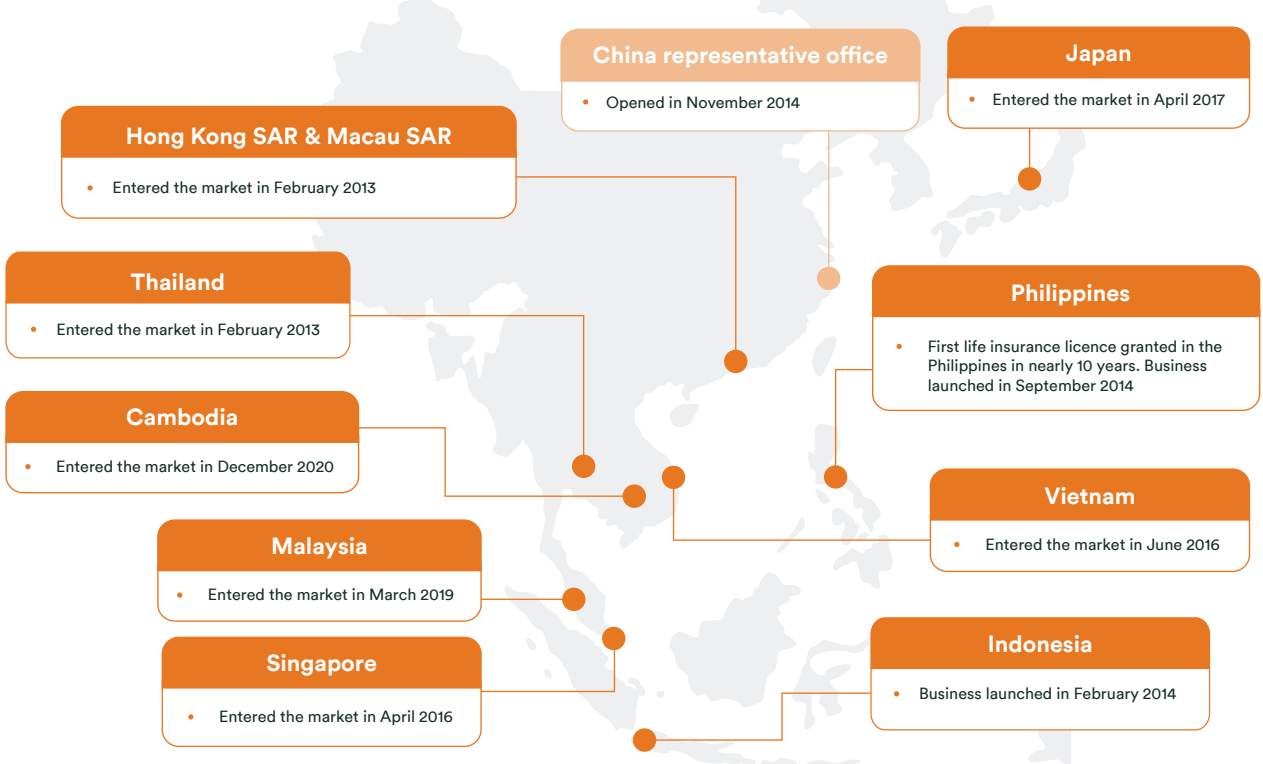 China representative office
• Opened in November 2014
Japan
• Entered the market in April 2017
Hong Kong SAR & Macau SAR
• Entered the market in February 2013
Thailand
• Entered the market in February 2013
Philippines
• First life insurance licence granted in the
Philippines in nearly 10 years. Business
launched in September 2014
Cambodia
• Entered the market in December 2020
Vietnam
• Entered the market in June 2016
Malaysia
• Entered the market in March 2019
Singapore
• Entered the market in April 2016
Indonesia
• Business launched in February 2014